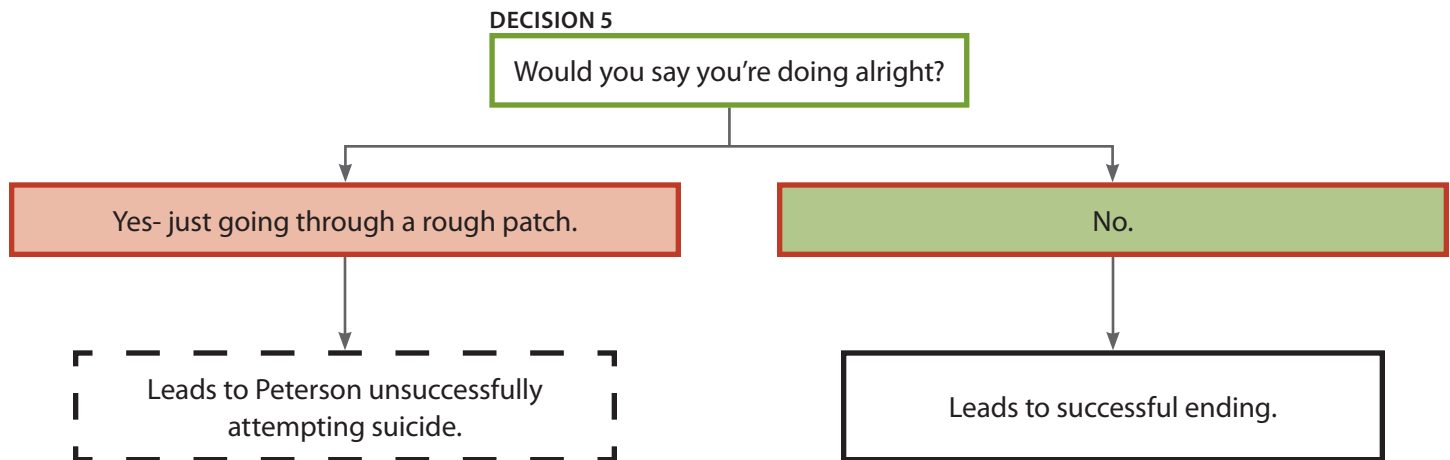 DECISION 5
Would you say you’re doing alright?
Yes- just going through a rough patch.
No.
Leads to Peterson unsuccessfully
attempting suicide.
Leads to successful ending.